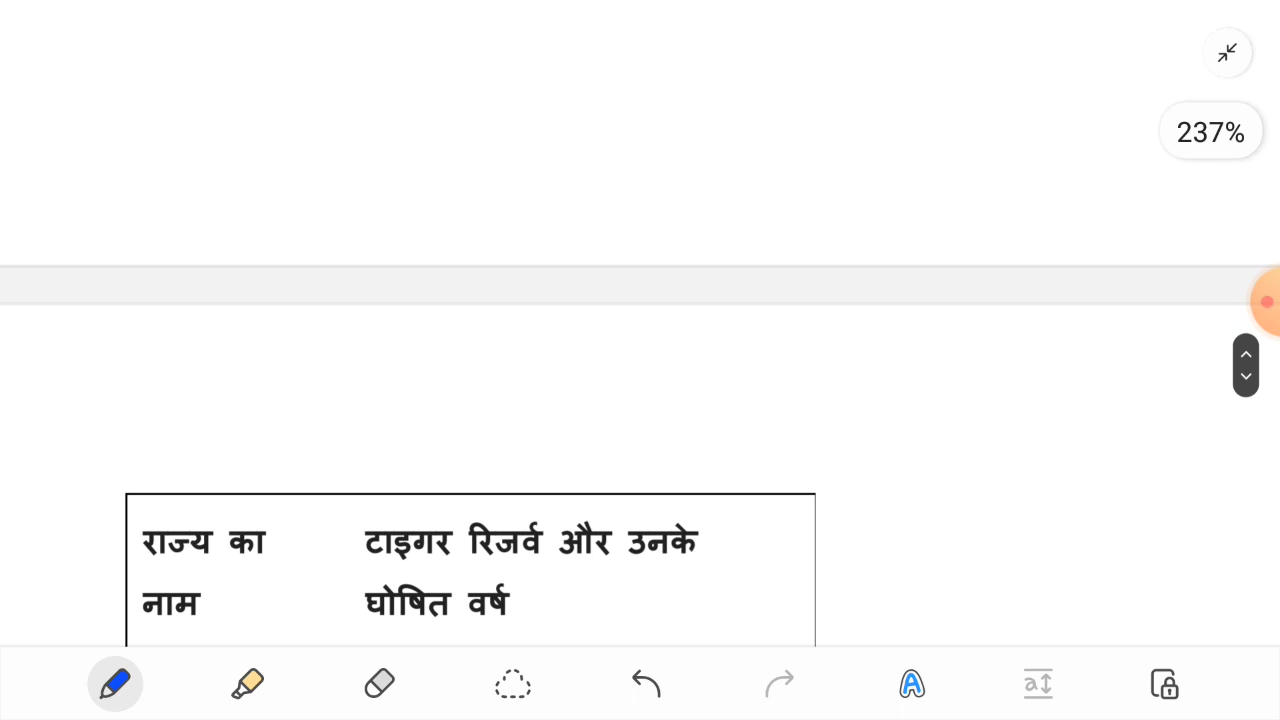 237%
राज्य का टाइगर रिजर्व और उनके
नाम घोषित वर्ष
A a